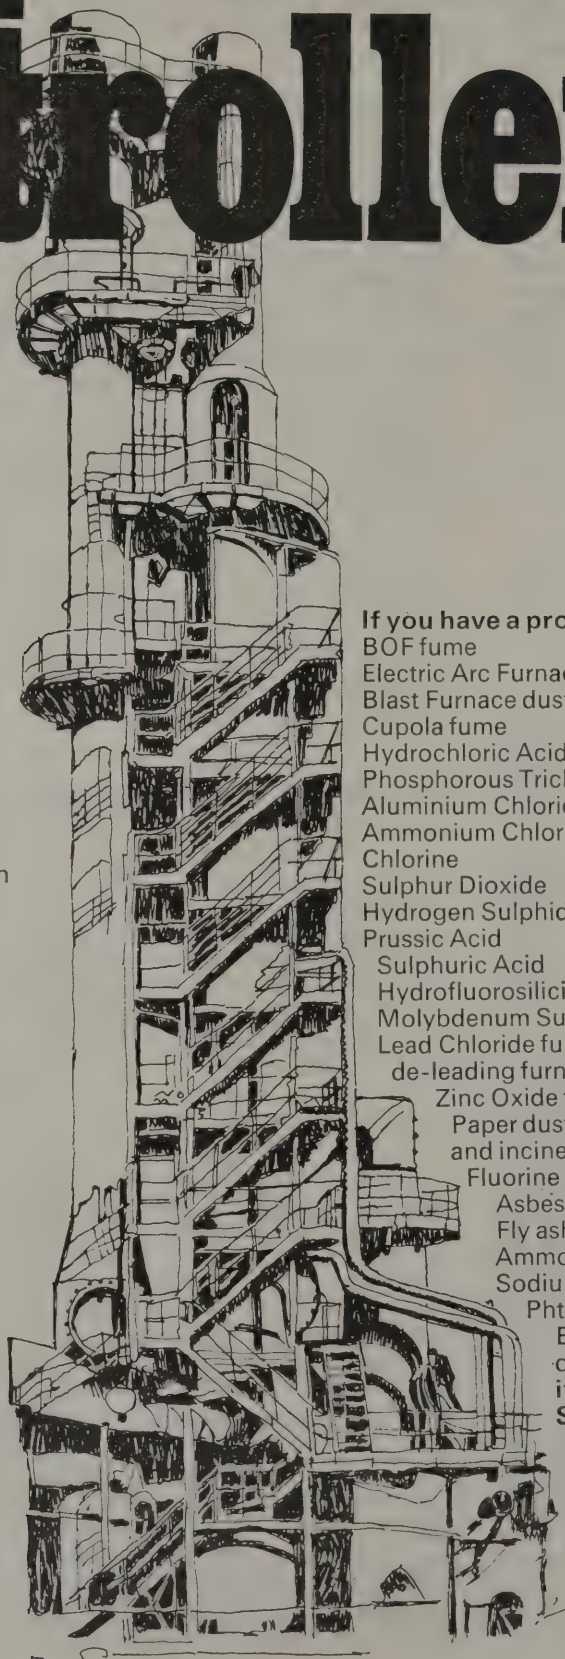 troller
If you have a pro
BOF fume
Electric Arc Furnac
Blast Furnace dust
Cupola fume
Hydrochloric Acid
Phosphorous Trich
Aluminium Chlorid
Ammonium Chlor
Chlorine
n
Sulphur Dioxide
Hydrogen Sulphid
Prussic Acid
Sulphuric Acid
Hydrofluorosilici
Molybdenum Su
Lead Chloride fu
de-leading furn
Zinc Oxide
Paper dust
and incine
Fluorine
Asbes
Fly ash
Ammo
Sodiu
Pht